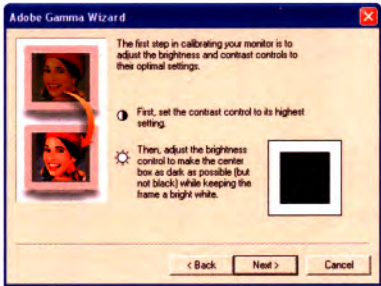 Adobe Gamma Wizard
The first step in calibrating your monitor is to
adjust the brightness and contrast controls to
their optimal settings.
First, set the contrast control to its highest
setting.
Then, adjust the brightness
control to make the center
box as dark as possible (but
not black) while keeping the
frame a bright white.
< Back
Next >
Cancel